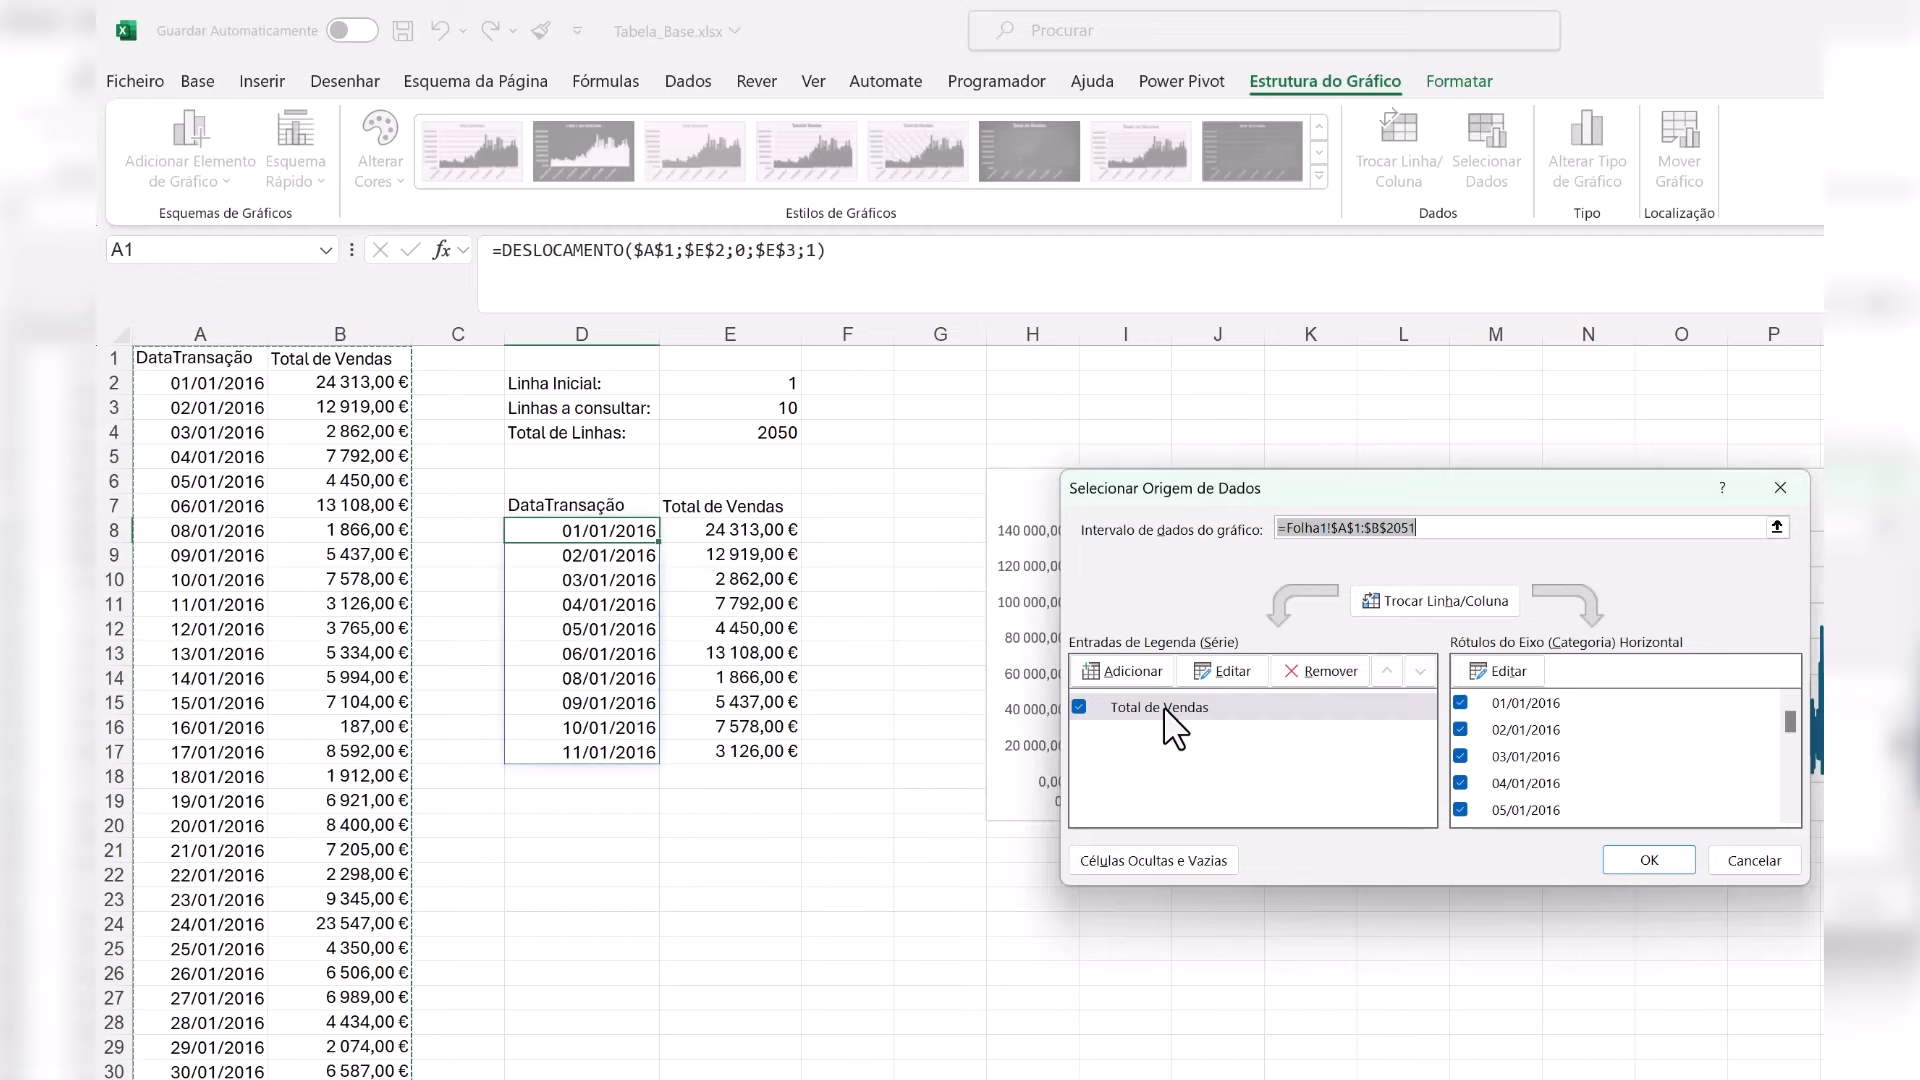 Guardar Automaticamente
Tabela_Base.xlsx
Procurar
Ficheiro Base Inserir Desenhar Esquema da Página Fórmulas Dados Rever Ver Automate Programador Ajuda Power Pivot Estrutura do Gráfico Formatar
Adicionar Elemento de Gráfico
Esquema Rápido
Alterar Cores
Trocar Linha/ Coluna
Selecionar Dados
Alterar Tipo de Gráfico
Mover Gráfico
Esquemas de Gráficos Estilos de Gráficos Dados Tipo Localização
A1 fx =DESLOCAMENTO($A$1;$E$2;0;$E$3;1)
A B C D E F G H I J K L M N O P
1 DataTransação Total de Vendas
2 01/01/2016 24 313,00 € Linha Inicial: 1
3 02/01/2016 12 919,00 € Linhas a consultar: 10
4 03/01/2016 2 862,00 € Total de Linhas: 2050
5 04/01/2016 7 792,00 €
6 05/01/2016 4 450,00 €
7 06/01/2016 13 108,00 € DataTransação Total de Vendas
8 08/01/2016 1 866,00 € 01/01/2016 24 313,00 €
9 09/01/2016 5 437,00 € 02/01/2016 12 919,00 €
10 10/01/2016 7 578,00 € 03/01/2016 2 862,00 €
11 11/01/2016 3 126,00 € 04/01/2016 7 792,00 €
12 12/01/2016 3 765,00 € 05/01/2016 4 450,00 €
13 13/01/2016 5 334,00 € 06/01/2016 13 108,00 €
14 14/01/2016 5 994,00 € 08/01/2016 1 866,00 €
15 15/01/2016 7 104,00 € 09/01/2016 5 437,00 €
16 16/01/2016 187,00 € 10/01/2016 7 578,00 €
17 17/01/2016 8 592,00 € 11/01/2016 3 126,00 €
18 18/01/2016 1 912,00 €
19 19/01/2016 6 921,00 €
20 20/01/2016 8 400,00 €
21 21/01/2016 7 205,00 €
22 22/01/2016 2 298,00 €
23 23/01/2016 9 345,00 €
24 24/01/2016 23 547,00 €
25 25/01/2016 4 350,00 €
26 26/01/2016 6 506,00 €
27 27/01/2016 6 989,00 €
28 28/01/2016 4 434,00 €
29 29/01/2016 2 074,00 €
30 30/01/2016 6 587,00 €
140 000,0
120 000,0
100 000,0
80 000,0
60 000,0
40 000,0
20 000,0
0,0
Selecionar Origem de Dados ?
Intervalo de dados do gráfico: =Folha1!$A$1:$B$2051
Trocar Linha/Coluna
Entradas de Legenda (Série) Rótulos do Eixo (Categoria) Horizontal
Adicionar Editar Remover Editar
Total de Vendas
01/01/2016
02/01/2016
03/01/2016
04/01/2016
05/01/2016
Células Ocultas e Vazias OK Cancelar